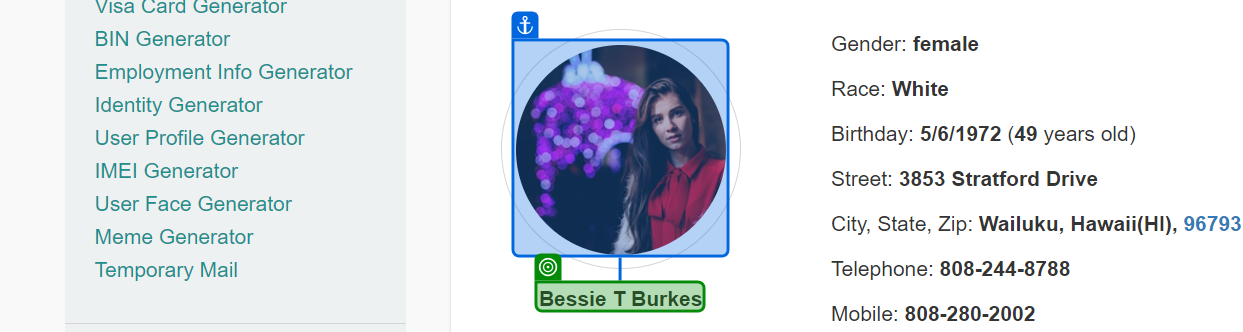 Visa Card Generator
BIN Generator
Employment Info Generator
Identity Generator
User Profile Generator
IMEI Generator
User Face Generator
Meme Generator
Temporary Mail
Bessie T Burkes
Gender: female
Race: White
Birthday: 5/6/1972 (49 years old)
Street: 3853 Stratford Drive
City, State, Zip: Wailuku, Hawaii(HI), 96793
Telephone: 808-244-8788
Mobile: 808-280-2002